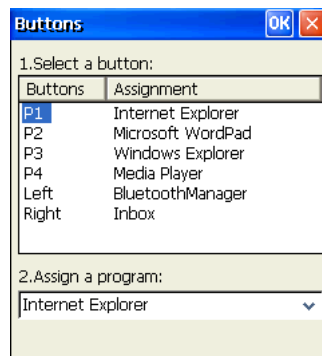 Buttons OK
1.Select a button:
Buttons Assignment
P1 Internet Explorer
P2 Microsoft WordPad
P3 Windows Explorer
P4 Media Player
Left BluetoothManager
Right Inbox
2.Assign a program:
Internet Explorer